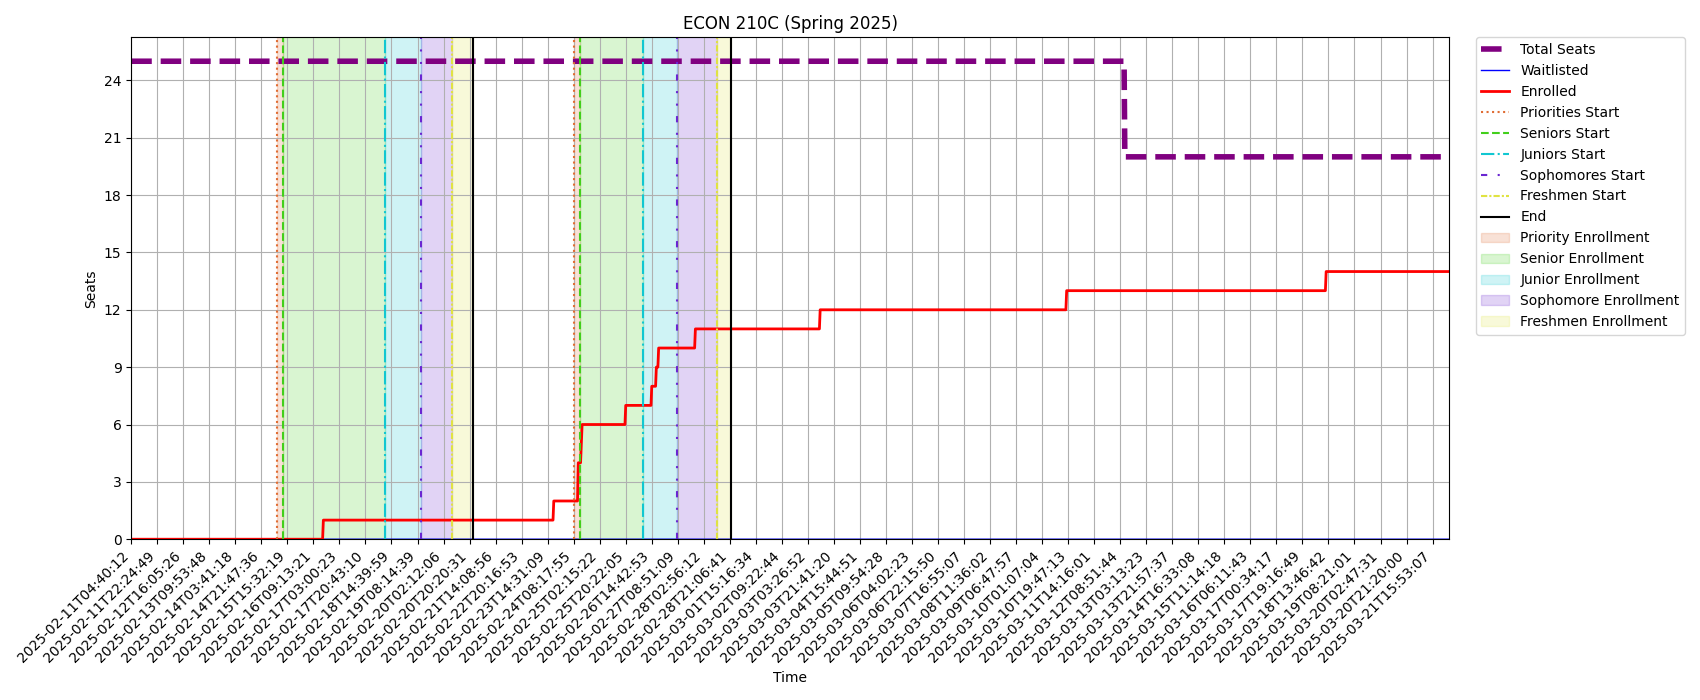 ECON 210C (Spring 2025)
Seats
24
21
18
15
12
9
6
3
0
2025-02-11T04:40:12
2025-02-11T22:24:49
2025-02-12T16:05:26
2025-02-13T09:53:48
2025-02-14T03:41:18
2025-02-14T21:47:36
2025-02-15T15:32:19
2025-02-16T09:13:21
2025-02-17T03:00:23
2025-02-17T20:43:10
2025-02-18T14:39:59
2025-02-19T08:14:39
2025-02-20T02:12:06
2025-02-20T20:20:31
2025-02-21T14:08:56
2025-02-22T20:16:53
2025-02-23T14:31:09
2025-02-24T08:17:55
2025-02-25T02:15:22
2025-02-25T20:22:05
2025-02-26T14:42:53
2025-02-27T08:51:09
2025-02-28T02:56:12
2025-02-28T21:06:41
2025-03-01T15:16:34
2025-03-02T09:22:44
2025-03-03T03:26:52
2025-03-03T21:41:20
2025-03-04T15:44:51
2025-03-05T09:54:28
2025-03-06T04:02:23
2025-03-06T22:15:50
2025-03-07T16:55:07
2025-03-08T11:36:02
2025-03-09T06:47:57
2025-03-10T01:07:04
2025-03-10T19:47:13
2025-03-11T14:16:01
2025-03-12T08:51:44
2025-03-13T03:13:23
2025-03-13T21:57:37
2025-03-14T16:33:08
2025-03-15T11:14:18
2025-03-16T06:11:43
2025-03-17T00:34:17
2025-03-17T19:16:49
2025-03-18T13:46:42
2025-03-19T08:21:01
2025-03-20T02:47:31
2025-03-20T21:20:00
2025-03-21T15:53:07
Time
Total Seats
Waitlisted
Enrolled
Priorities Start
Seniors Start
Juniors Start
Sophomores Start
Freshmen Start
End
Priority Enrollment
Senior Enrollment
Junior Enrollment
Sophomore Enrollment
Freshmen Enrollment